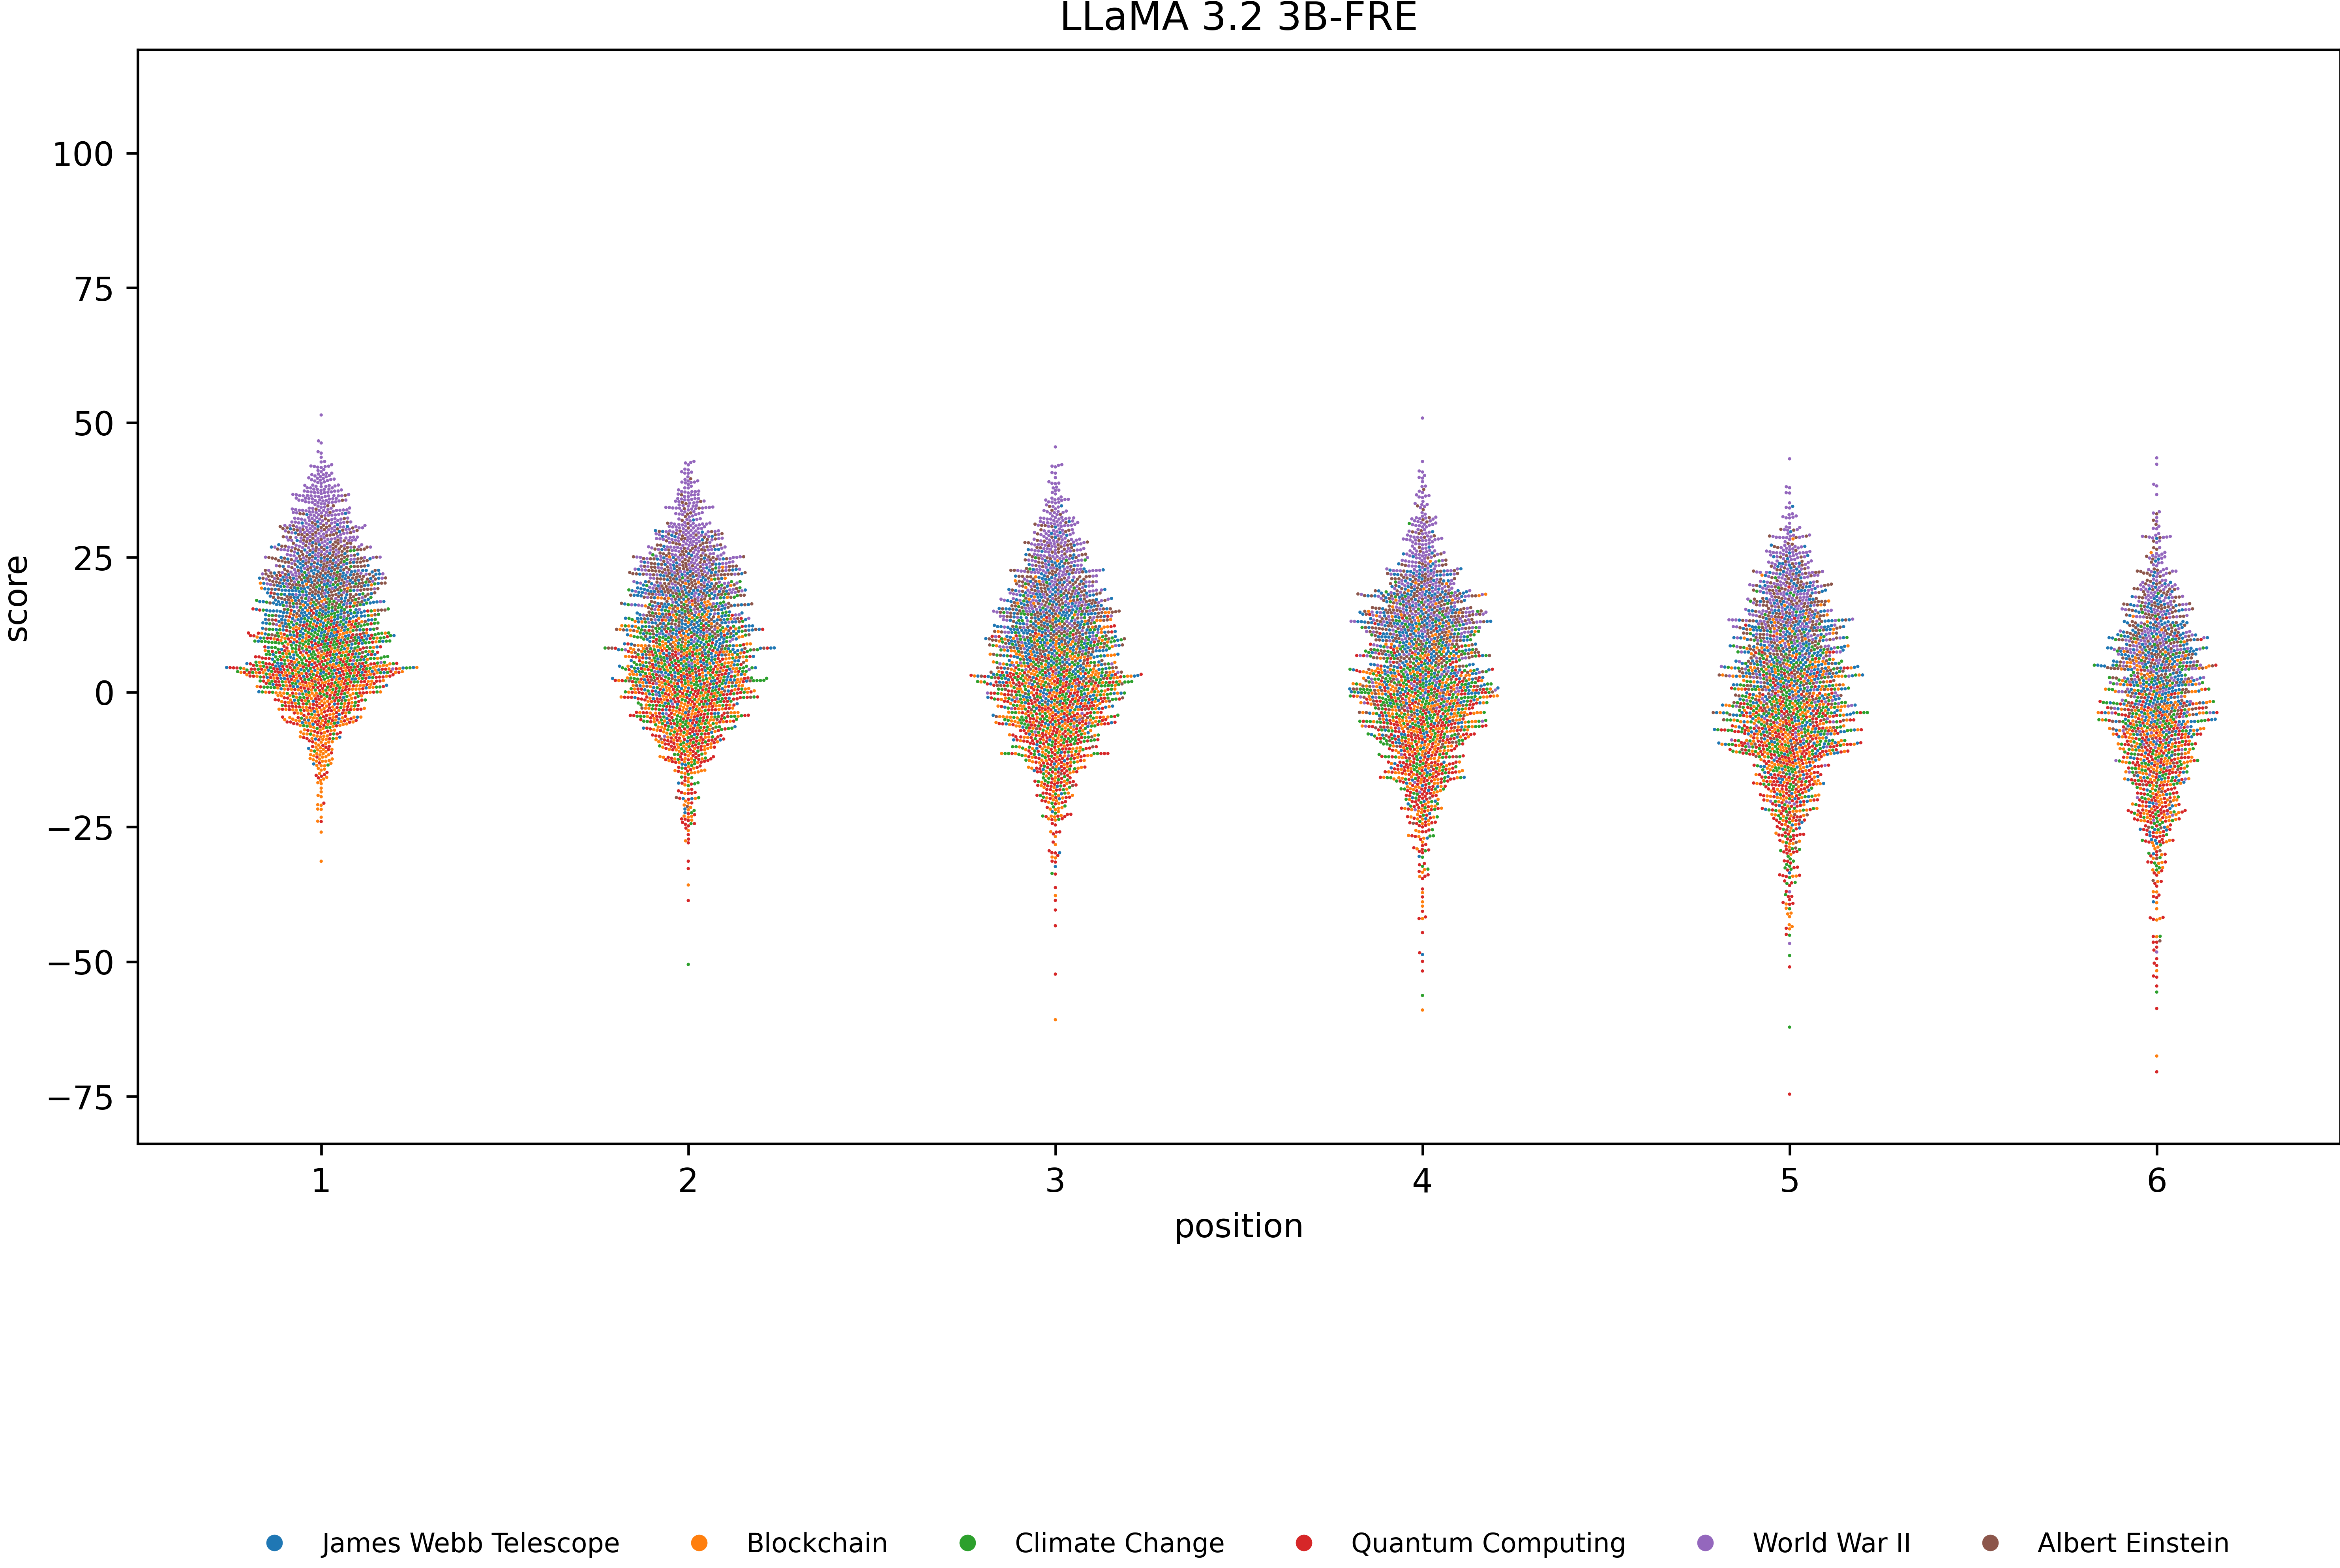 LLaMA 3.2 3B-FRE
100
75
50
25
0
−25
−50
−75
score
1 2 3 4 5 6
position
James Webb Telescope Blockchain Climate Change Quantum Computing World War II Albert Einstein